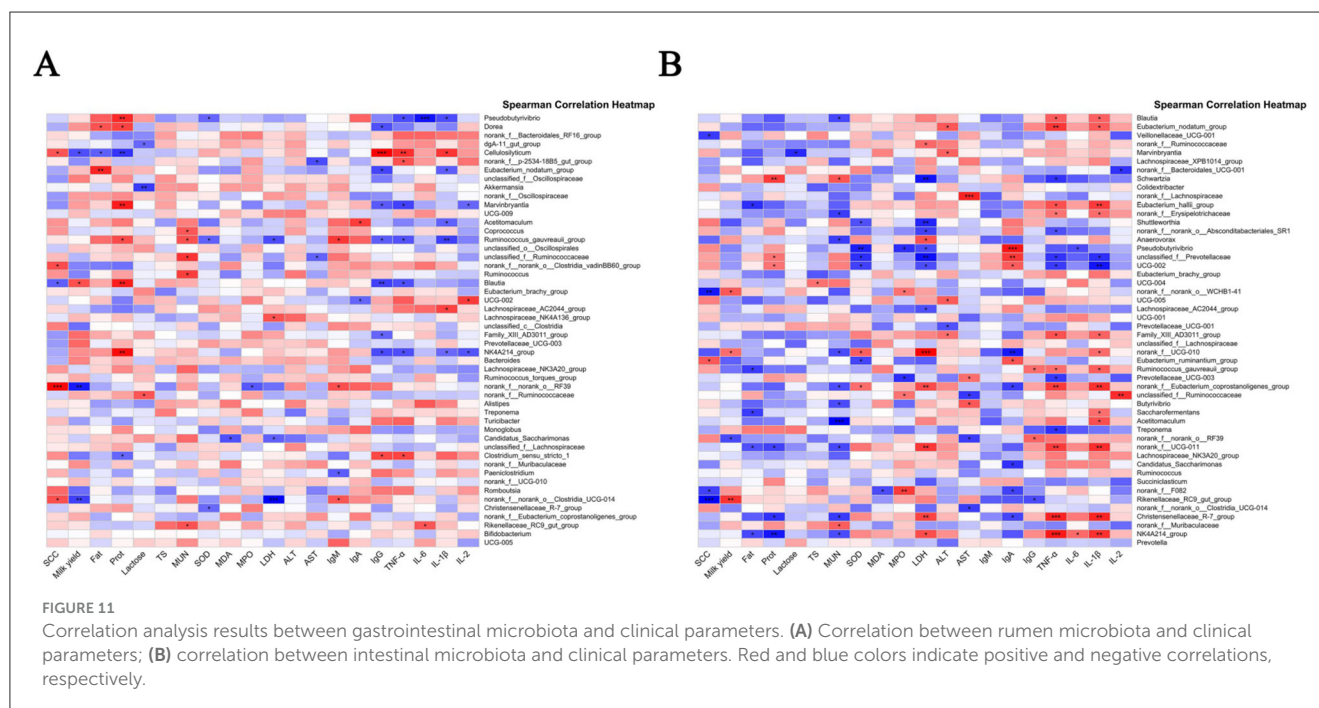 A
Spearman Correlation Heatmap
Pseudobutyrivibrio
Dorea
norank_f__Bacteroidales_RF16_group
dgA-11_gut_group
Cellulosilyticum
norank_f__p-2534-18B5_gut_group
Eubacterium_nodatum_group
unclassified_f__Oscillospiraceae
Akkermansia
norank_f__Oscillospiraceae
Marvinbryantia
UCG-009
Acetitomaculum
Coprococcus
Ruminococcus_gauvreauii_group
unclassified_o__Oscillospirales
unclassified_f__Ruminococcaceae
norank_f__norank_o__Clostridia_vadinBB60_group
Ruminococcus
Blautia
Eubacterium_brachy_group
UCG-002
Lachnospiraceae_AC2044_group
Lachnospiraceae_NK4A136_group
unclassified_c__Clostridia
Family_XIII_AD3011_group
Prevotellaceae_UCG-003
NK4A214_group
Bacteroides
Lachnospiraceae_NK3A20_group
Ruminococcus_torques_group
norank_f__norank_o__RF39
norank_f__Ruminococcaceae
Alistipes
Treponema
Turicibacter
Monoglobus
Candidatus_Saccharimonas
unclassified_f__Lachnospiraceae
Clostridium_sensu_stricto_1
norank_f__Muribaculaceae
Paeniclostridium
norank_f__UCG-010
Romboutsia
norank_f__norank_o__Clostridia_UCG-014
Christensenellaceae_R-7_group
norank_f__Eubacterium_coprostanoligenes_group
Rikenellaceae_RC9_gut_group
Bifidobacterium
UCG-005
SCC Milk yield Fat Prot Lactose TS MUN SOD MDA MPO LDH ALT AST IgM IgA IgG TNF-α IL-6 IL-1β IL-2
B
Spearman Correlation Heatmap
Blautia
Eubacterium_nodatum_group
Veillonellaceae_UCG-001
norank_f__Ruminococcaceae
Marvinbryantia
Lachnospiraceae_XPB1014_group
norank_f__Bacteroidales_UCG-001
Schwartzia
Colidextribacter
norank_f__Lachnospiraceae
Eubacterium_hallii_group
norank_f__Erysipelotrichaceae
Shuttleworthia
norank_f__norank_o__Absconditabacteriales_SR1
Anaerovorax
Pseudobutyrivibrio
unclassified_f__Prevotellaceae
UCG-002
Eubacterium_brachy_group
UCG-004
norank_f__norank_o__WCHB1-41
UCG-005
Lachnospiraceae_AC2044_group
UCG-001
Prevotellaceae_UCG-001
Family_XIII_AD3011_group
unclassified_f__Lachnospiraceae
norank_f__UCG-010
Eubacterium_ruminantium_group
Ruminococcus_gauvreauii_group
Prevotellaceae_UCG-003
norank_f__Eubacterium_coprostanoligenes_group
unclassified_f__Ruminococcaceae
Butyrivibrio
Saccharofermentans
Acetitomaculum
Treponema
norank_f__norank_o__RF39
norank_f__UCG-011
Lachnospiraceae_NK3A20_group
Candidatus_Saccharimonas
Ruminococcus
Succiniclasticum
norank_f__F082
Rikenellaceae_RC9_gut_group
norank_f__norank_o__Clostridia_UCG-014
Christensenellaceae_R-7_group
norank_f__Muribaculaceae
NK4A214_group
Prevotella
SCC Milk yield Fat Prot Lactose TS MUN SOD MDA MPO LDH ALT AST IgM IgA IgG TNF-α IL-6 IL-1β IL-2
FIGURE 11
Correlation analysis results between gastrointestinal microbiota and clinical parameters. (A) Correlation between rumen microbiota and clinical
parameters; (B) correlation between intestinal microbiota and clinical parameters. Red and blue colors indicate positive and negative correlations,
respectively.